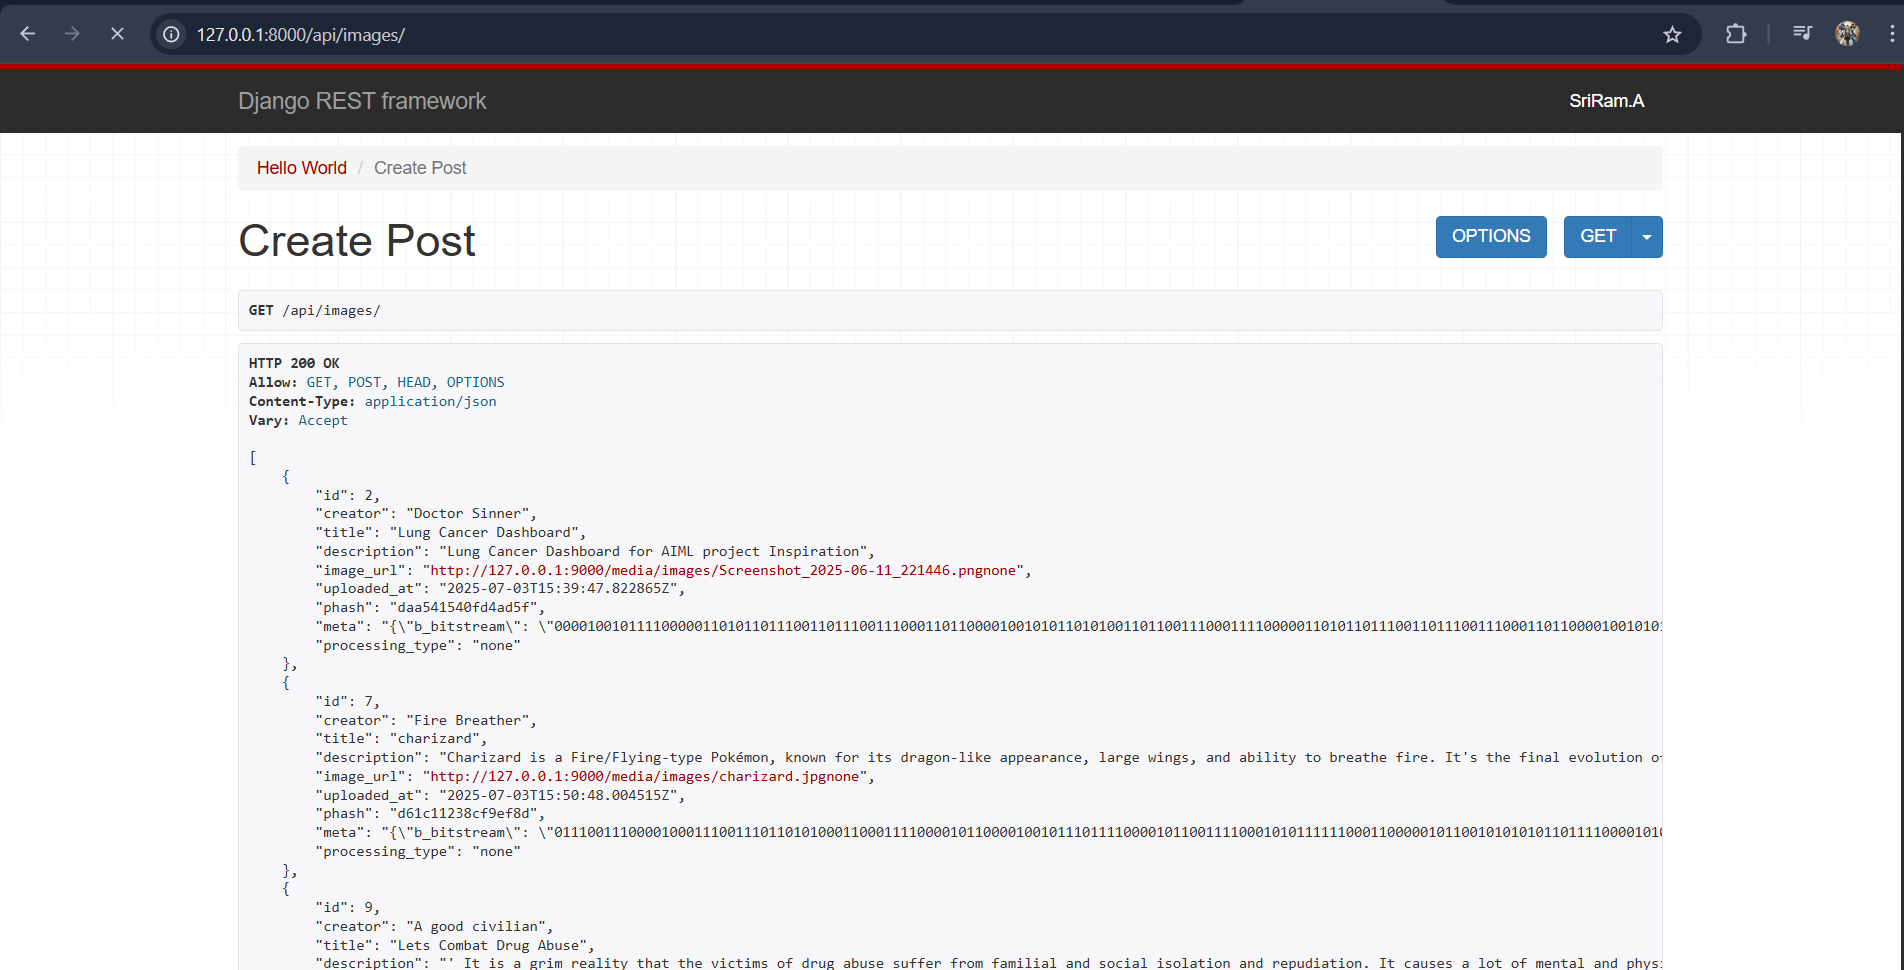 127.0.0.1:8000/api/images/
Django REST framework
SriRam.A
Hello World / Create Post
Create Post
OPTIONS
GET
GET /api/images/
HTTP 200 OK
Allow: GET, POST, HEAD, OPTIONS
Content-Type: application/json
Vary: Accept
[
{
"id": 2,
"creator": "Doctor Sinner",
"title": "Lung Cancer Dashboard",
"description": "Lung Cancer Dashboard for AIML project Inspiration",
"image_url": "http://127.0.0.1:9000/media/images/Screenshot_2025-06-11_221446.pngnone",
"uploaded_at": "2025-07-03T15:39:47.822865Z",
"phash": "daa541540fd4ad5f",
"meta": "{\"b_bitstream\": \"
"processing_type": "none"
},
{
"id": 7,
"creator": "Fire Breather",
"title": "charizard",
"description": "Charizard is a Fire/Flying-type Pokémon, known for its dragon-like appearance, large wings, and ability to breathe fire. It's the final evolution
"image_url": "http://127.0.0.1:9000/media/images/charizard.jpgnone",
"uploaded_at": "2025-07-03T15:50:48.004515Z",
"phash": "d61c11238cf9ef8d",
"meta": "{\"b_bitstream\": \"
"processing_type": "none"
},
{
"id": 9,
"creator": "A good civilian",
"title": "Lets Combat Drug Abuse",
"description": "' It is a grim reality that the victims of drug abuse suffer from familial and social isolation and repudiation. It causes a lot of mental and